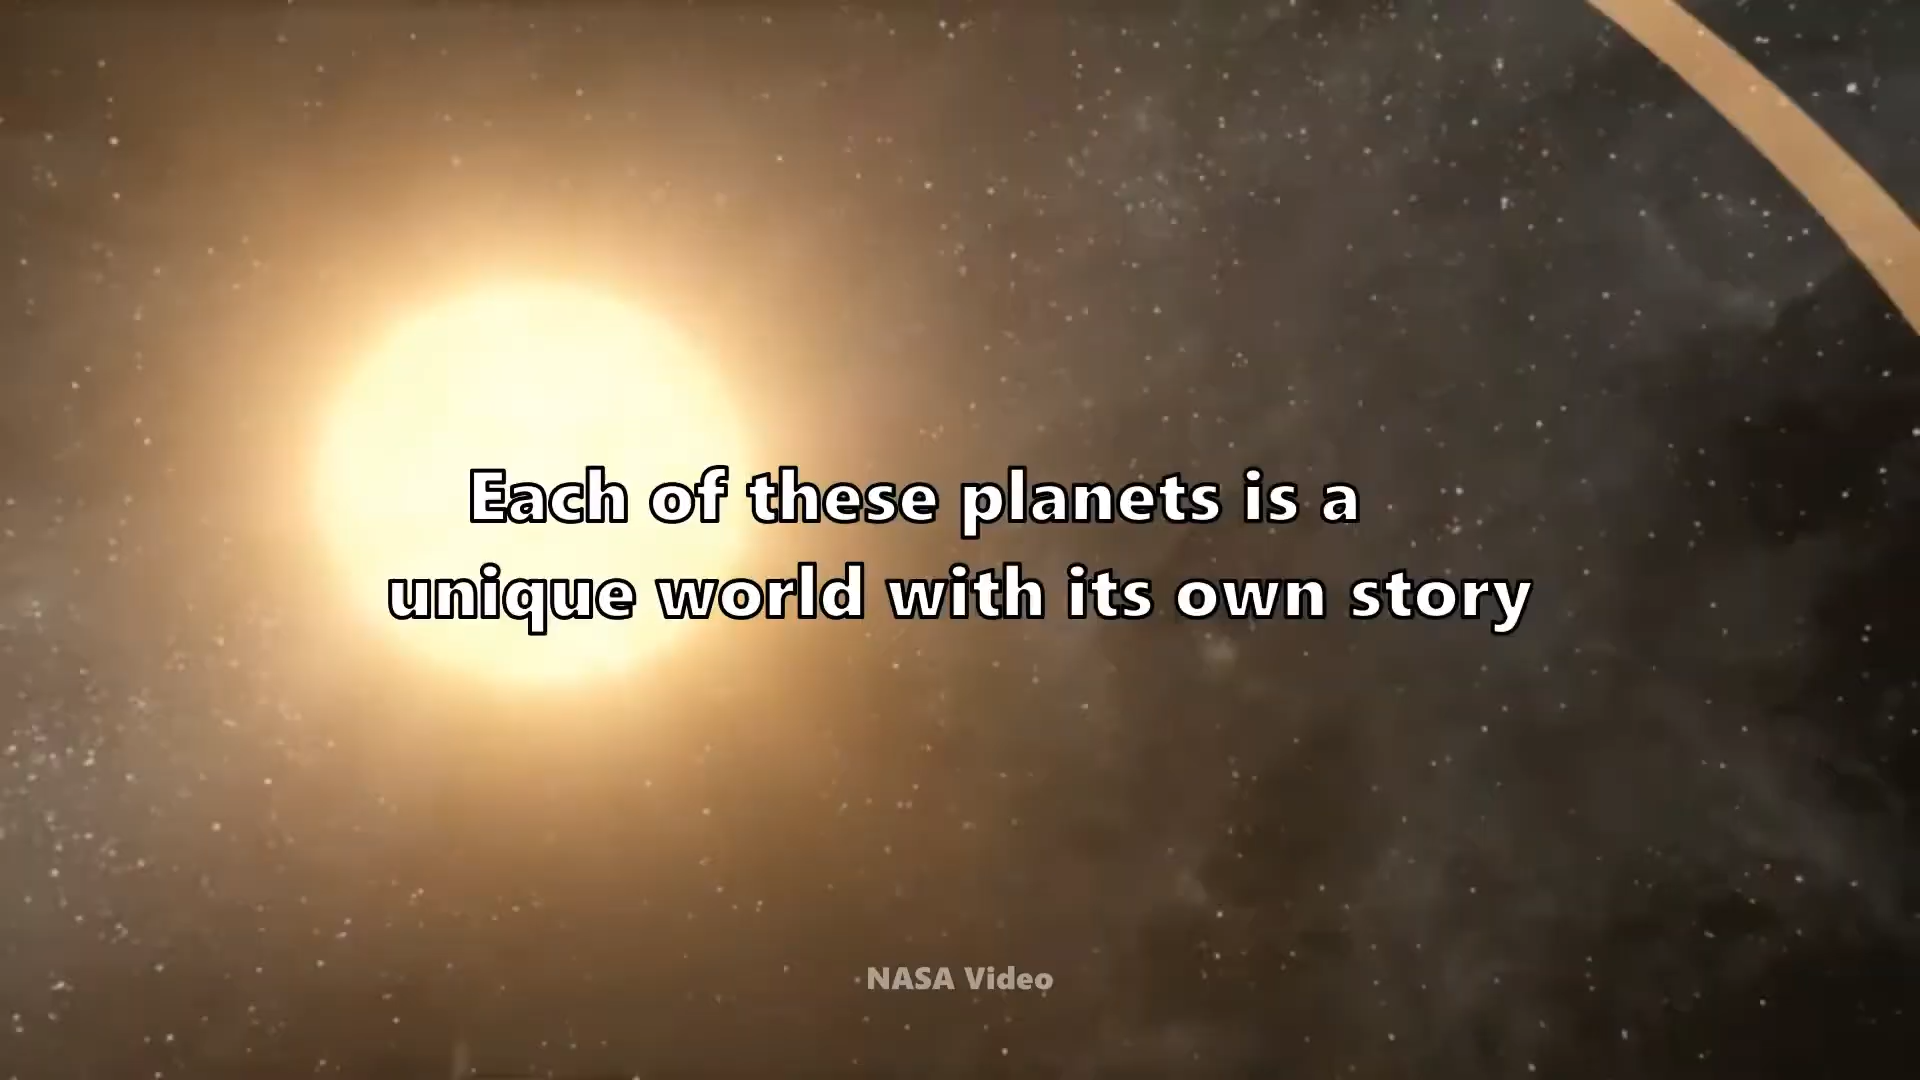 Each of these planets is a
unique world with its own story
NASA Video